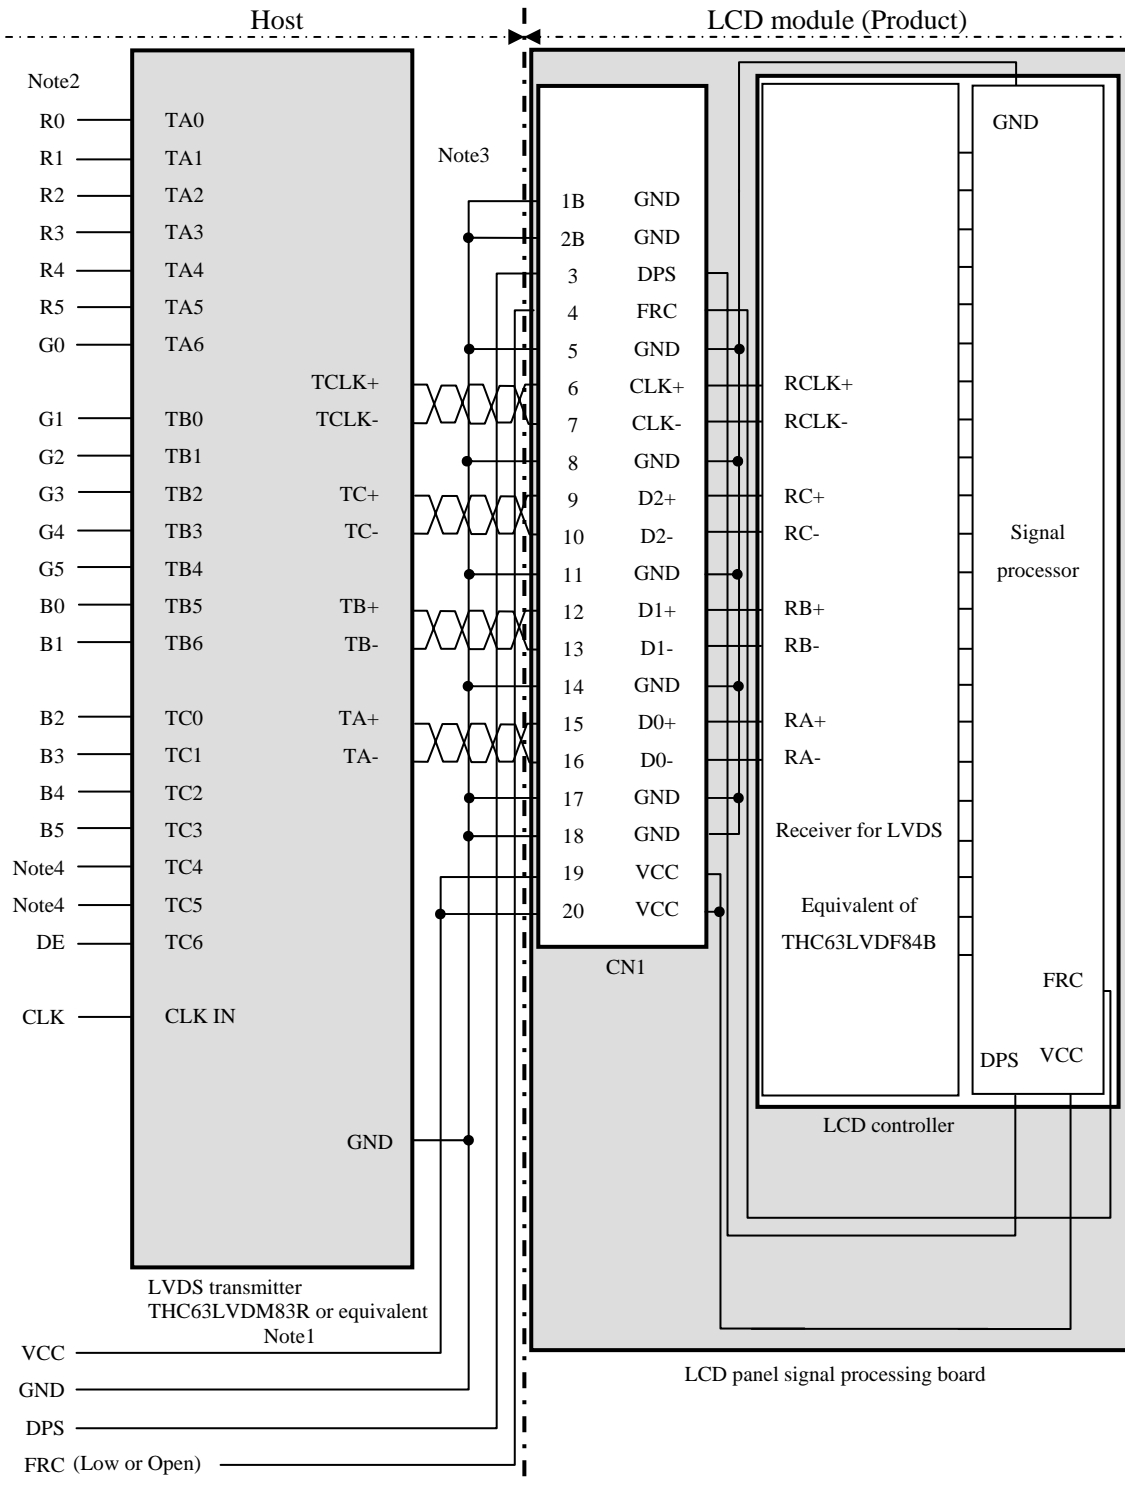 Host
LCD module (Product)
Note2
R0 TA0
R1 TA1
R2 TA2
R3 TA3
R4 TA4
R5 TA5
G0 TA6
TCLK+
G1 TB0 TCLK-
G2 TB1
G3 TB2 TC+
G4 TB3 TC-
G5 TB4
B0 TB5 TB+
B1 TB6 TB-
B2 TC0 TA+
B3 TC1 TA-
B4 TC2
B5 TC3
Note4 TC4
Note4 TC5
DE TC6
CLK CLK IN
GND
LVDS transmitter
THC63LVDM83R or equivalent
Note1
VCC
GND
DPS
FRC (Low or Open)
Note3
1B GND
2B GND
3 DPS
4 FRC
5 GND
6 CLK+
7 CLK-
8 GND
9 D2+
10 D2-
11 GND
12 D1+
13 D1-
14 GND
15 D0+
16 D0-
17 GND
18 GND
19 VCC
20 VCC
CN1
RCLK+
RCLK-
RC+
RC-
RB+
RB-
RA+
RA-
Receiver for LVDS
Equivalent of
THC63LVDF84B
GND
Signal
processor
FRC
DPS VCC
LCD controller
LCD panel signal processing board